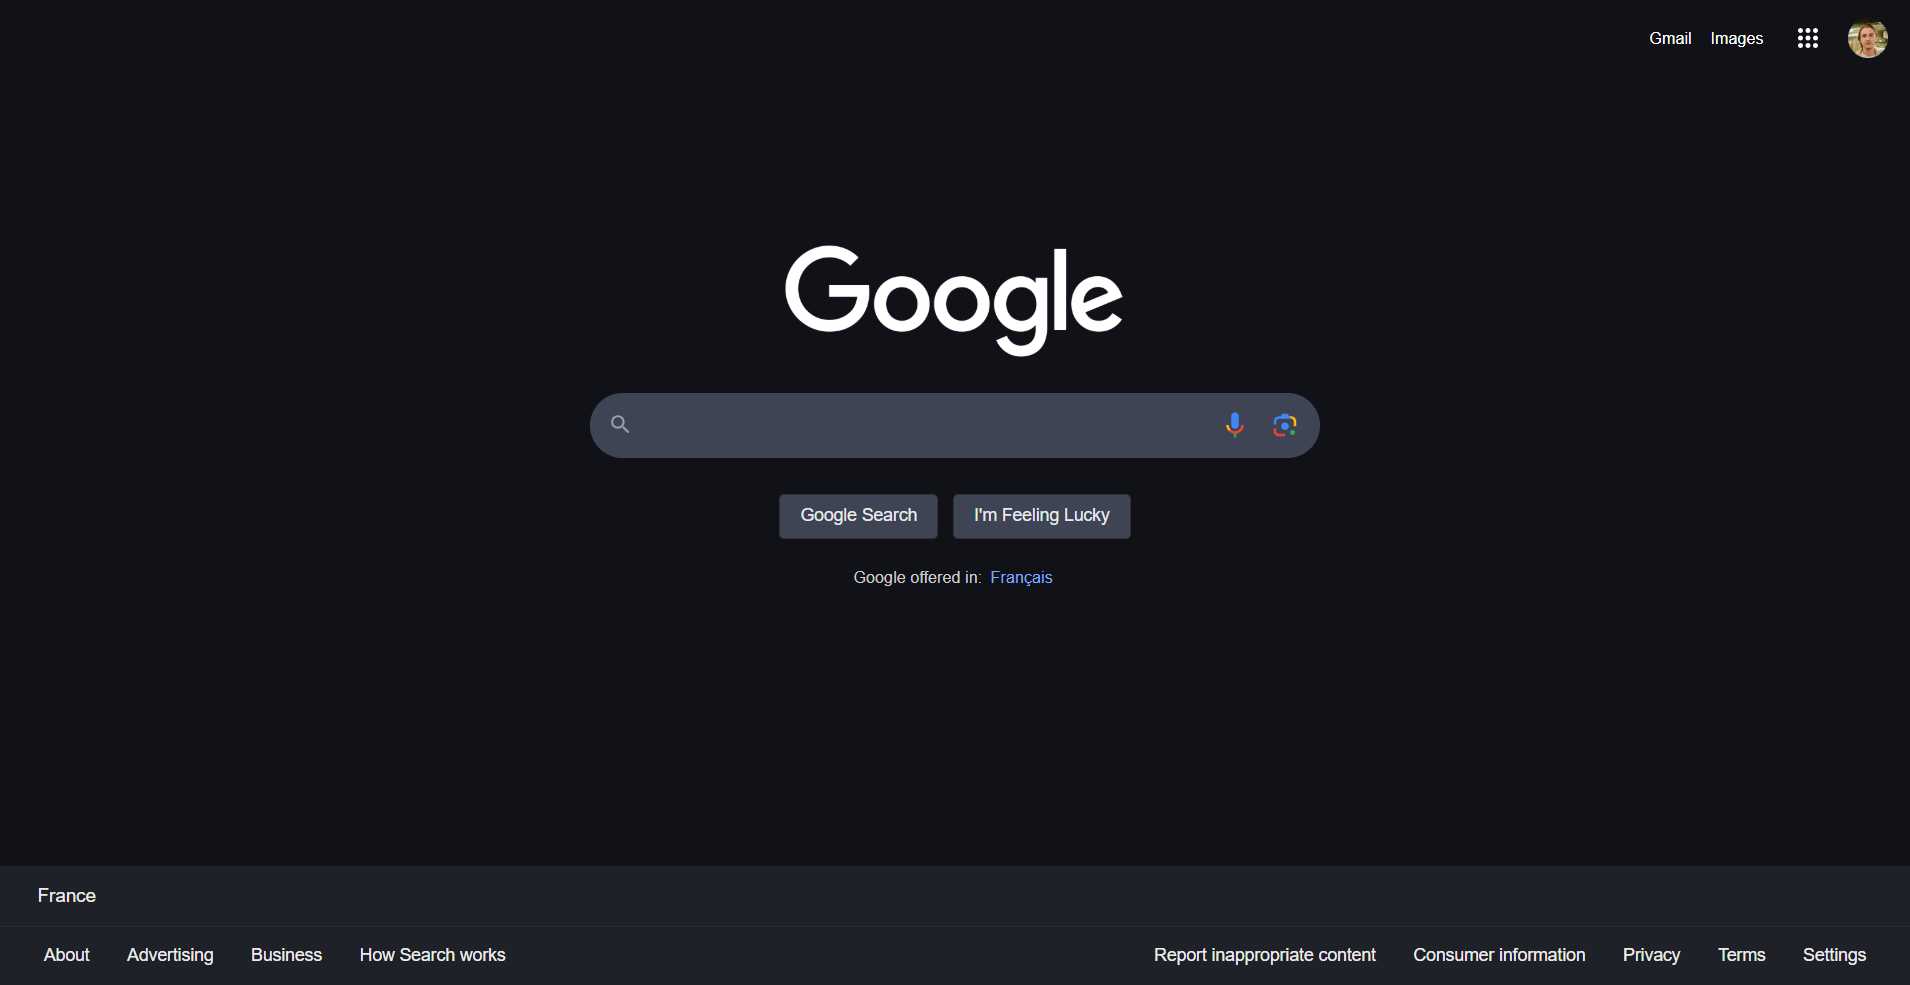 Gmail Images
Google
Google Search I'm Feeling Lucky
Google offered in: Français
France
About Advertising Business How Search works Report inappropriate content Consumer information Privacy Terms Settings